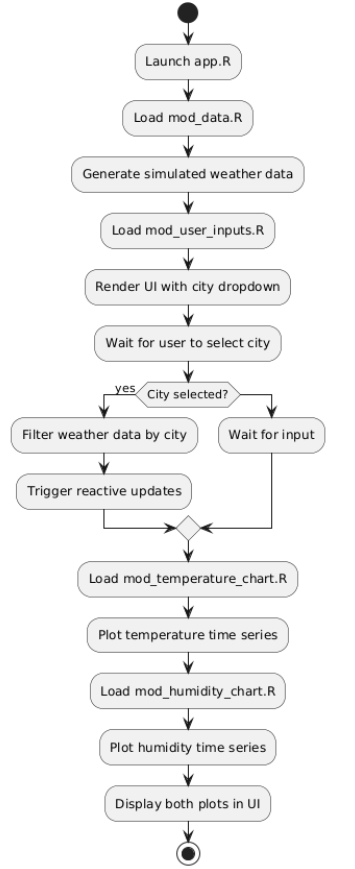 Launch app.R
Load mod_data.R
Generate simulated weather data
Load mod_user_inputs.R
Render UI with city dropdown
Wait for user to select city
yes
City selected?
Filter weather data by city
Wait for input
Trigger reactive updates
Load mod_temperature_chart.R
Plot temperature time series
Load mod_humidity_chart.R
Plot humidity time series
Display both plots in UI